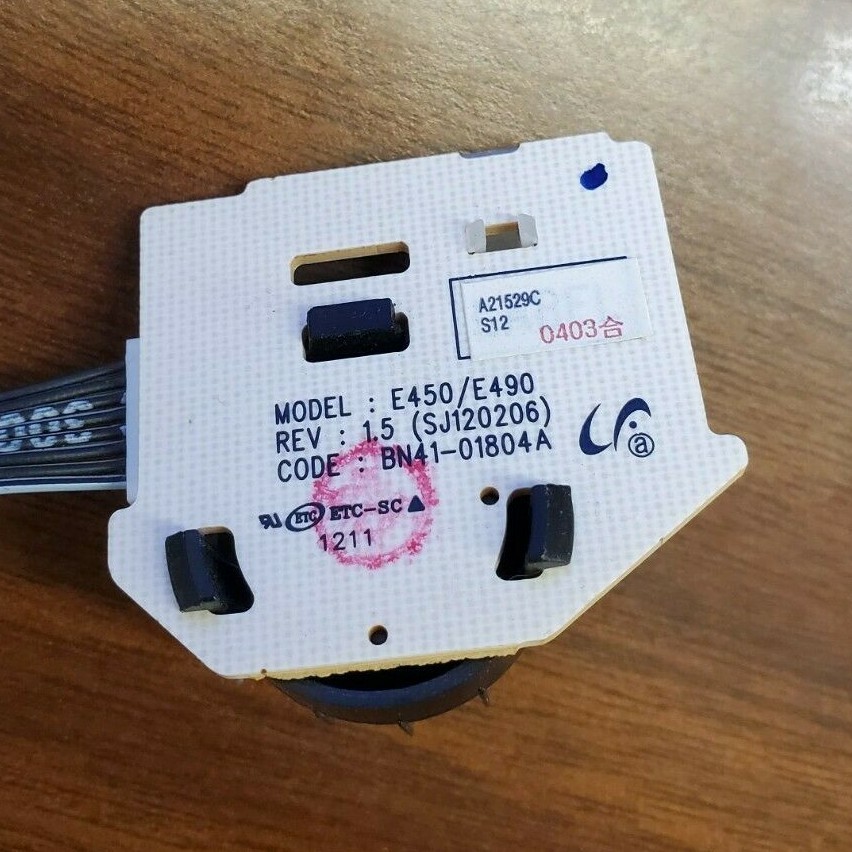 A21529C
S12
0403合
MODEL : E450/E490
REV : 1.5 (SJ120206)
CODE : BN41-01804A
a
ETC ETC-SC
1211